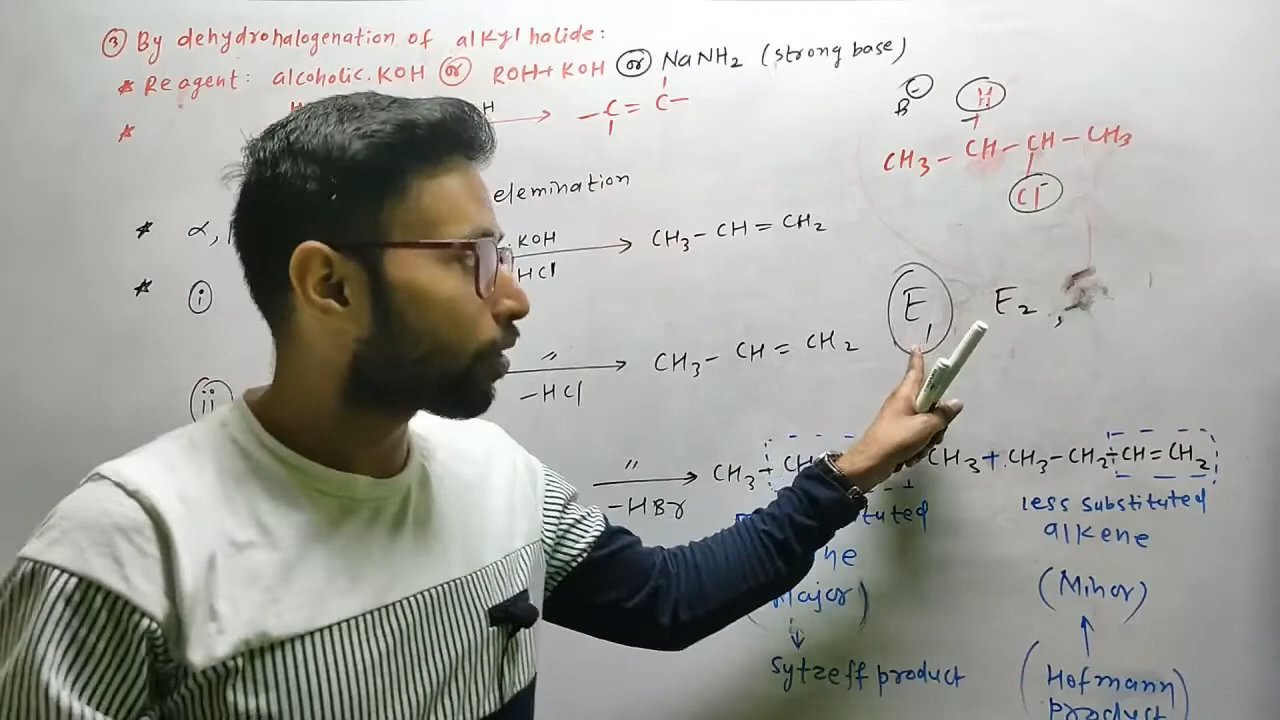 ③ By dehydrohalogenation of alkyl halide:
* Reagent: alcoholic.KOH or ROH+KOH or NaNH2 (strong base)
* -C=C-
B⊖ H
CH3-CH-CH-CH3
Cl
elemination
* α,
.KOH
HCl
CH3-CH=CH2
* i
E1 E2,
ii
"
-HCl
CH3-CH=CH2
"
-HBr
CH3+CH CH3+CH3-CH2+CH=CH2
tuted
less substituted
alkene
Major)
(Minor)
Sytzeff product
(Hofmann
product